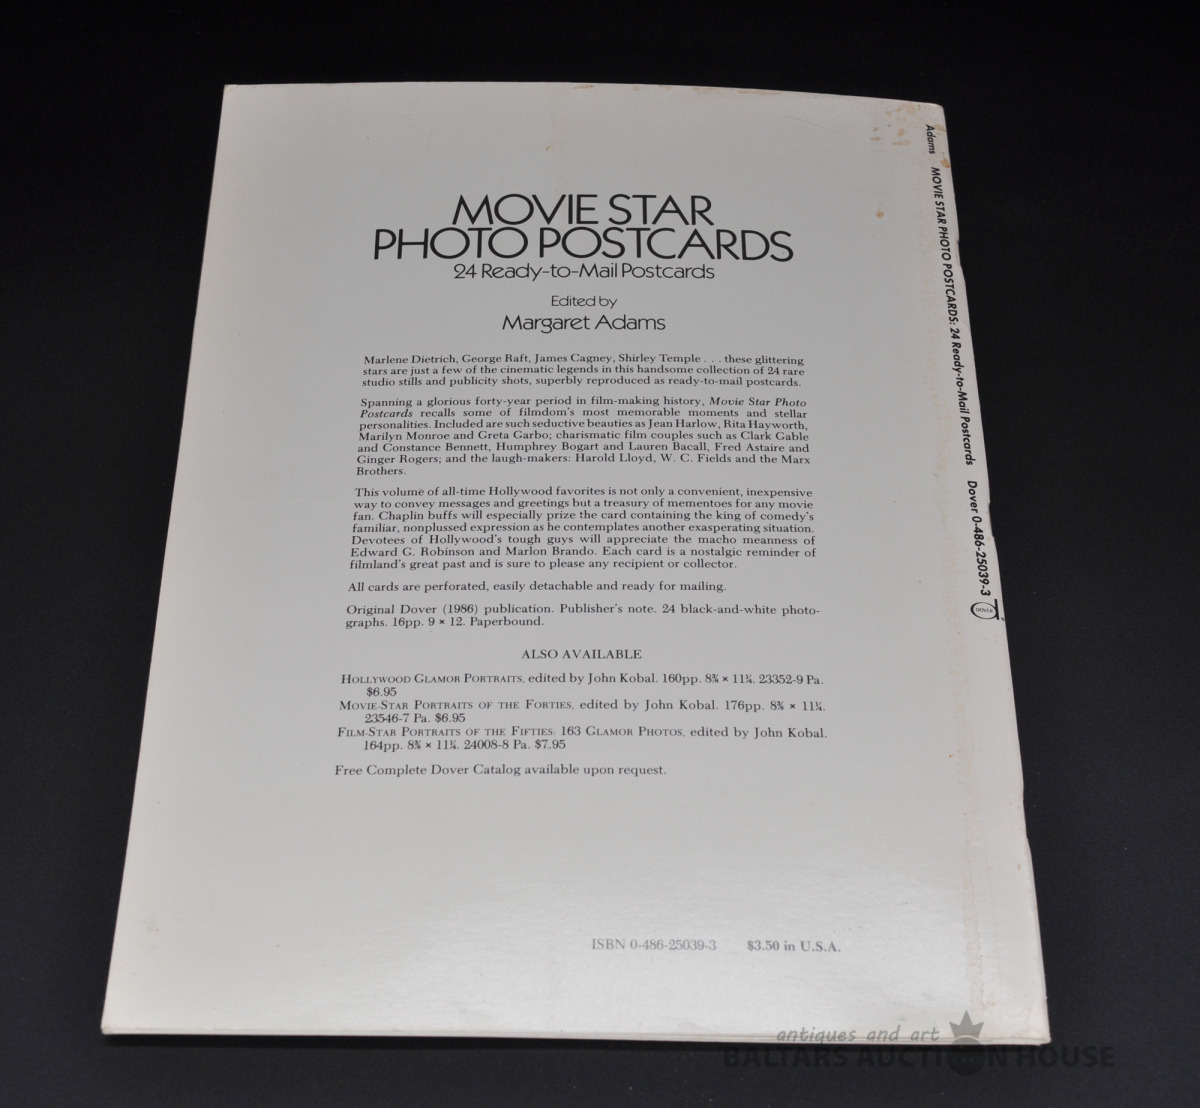 MOVIE STAR
PHOTO POSTCARDS
24 Ready-to-Mail Postcards
Edited by
Margaret Adams
Marlene Dietrich, George Raft, James Cagney, Shirley Temple . . . these glittering
stars are just a few of the cinematic legends in this handsome collection of 24 rare
studio stills and publicity shots, superbly reproduced as ready-to-mail postcards.
Spanning a glorious forty-year period in film-making history, Movie Star Photo
Postcards recalls some of filmdom's most memorable moments and stellar
personalities. Included are such seductive beauties as Jean Harlow, Rita Hayworth,
Marilyn Monroe and Greta Garbo; charismatic film couples such as Clark Gable
and Constance Bennett, Humphrey Bogart and Lauren Bacall, Fred Astaire and
Ginger Rogers; and the laugh-makers: Harold Lloyd, W. C. Fields and the Marx
Brothers.
This volume of all-time Hollywood favorites is not only a convenient, inexpensive
way to convey messages and greetings but a treasury of mementoes for any movie
fan. Chaplin buffs will especially prize the card containing the king of comedy's
familiar, nonplussed expression as he contemplates another exasperating situation.
Devotees of Hollywood's tough guys will appreciate the macho meanness of
Edward G. Robinson and Marlon Brando. Each card is a nostalgic reminder of
filmland's great past and is sure to please any recipient or collector.
All cards are perforated, easily detachable and ready for mailing.
Original Dover (1986) publication. Publisher's note. 24 black-and-white photo-
graphs. 16pp. 9 × 12. Paperbound.
ALSO AVAILABLE
HOLLYWOOD GLAMOR PORTRAITS, edited by John Kobal. 160pp. 8⅜ × 11¼. 23352-9 Pa.
$6.95
MOVIE-STAR PORTRAITS OF THE FORTIES, edited by John Kobal. 176pp. 8⅜ × 11¼.
23546-7 Pa. $6.95
FILM-STAR PORTRAITS OF THE FIFTIES: 163 GLAMOR PHOTOS, edited by John Kobal.
164pp. 8⅜ × 11¼. 24008-8 Pa. $7.95
Free Complete Dover Catalog available upon request.
ISBN 0-486-25039-3 $3.50 in U.S.A.
Adams MOVIE STAR PHOTO POSTCARDS: 24 Ready-to-Mail Postcards Dover 0-486-25039-3
DOVER
antiques and art
BALTARS AUCTION HOUSE